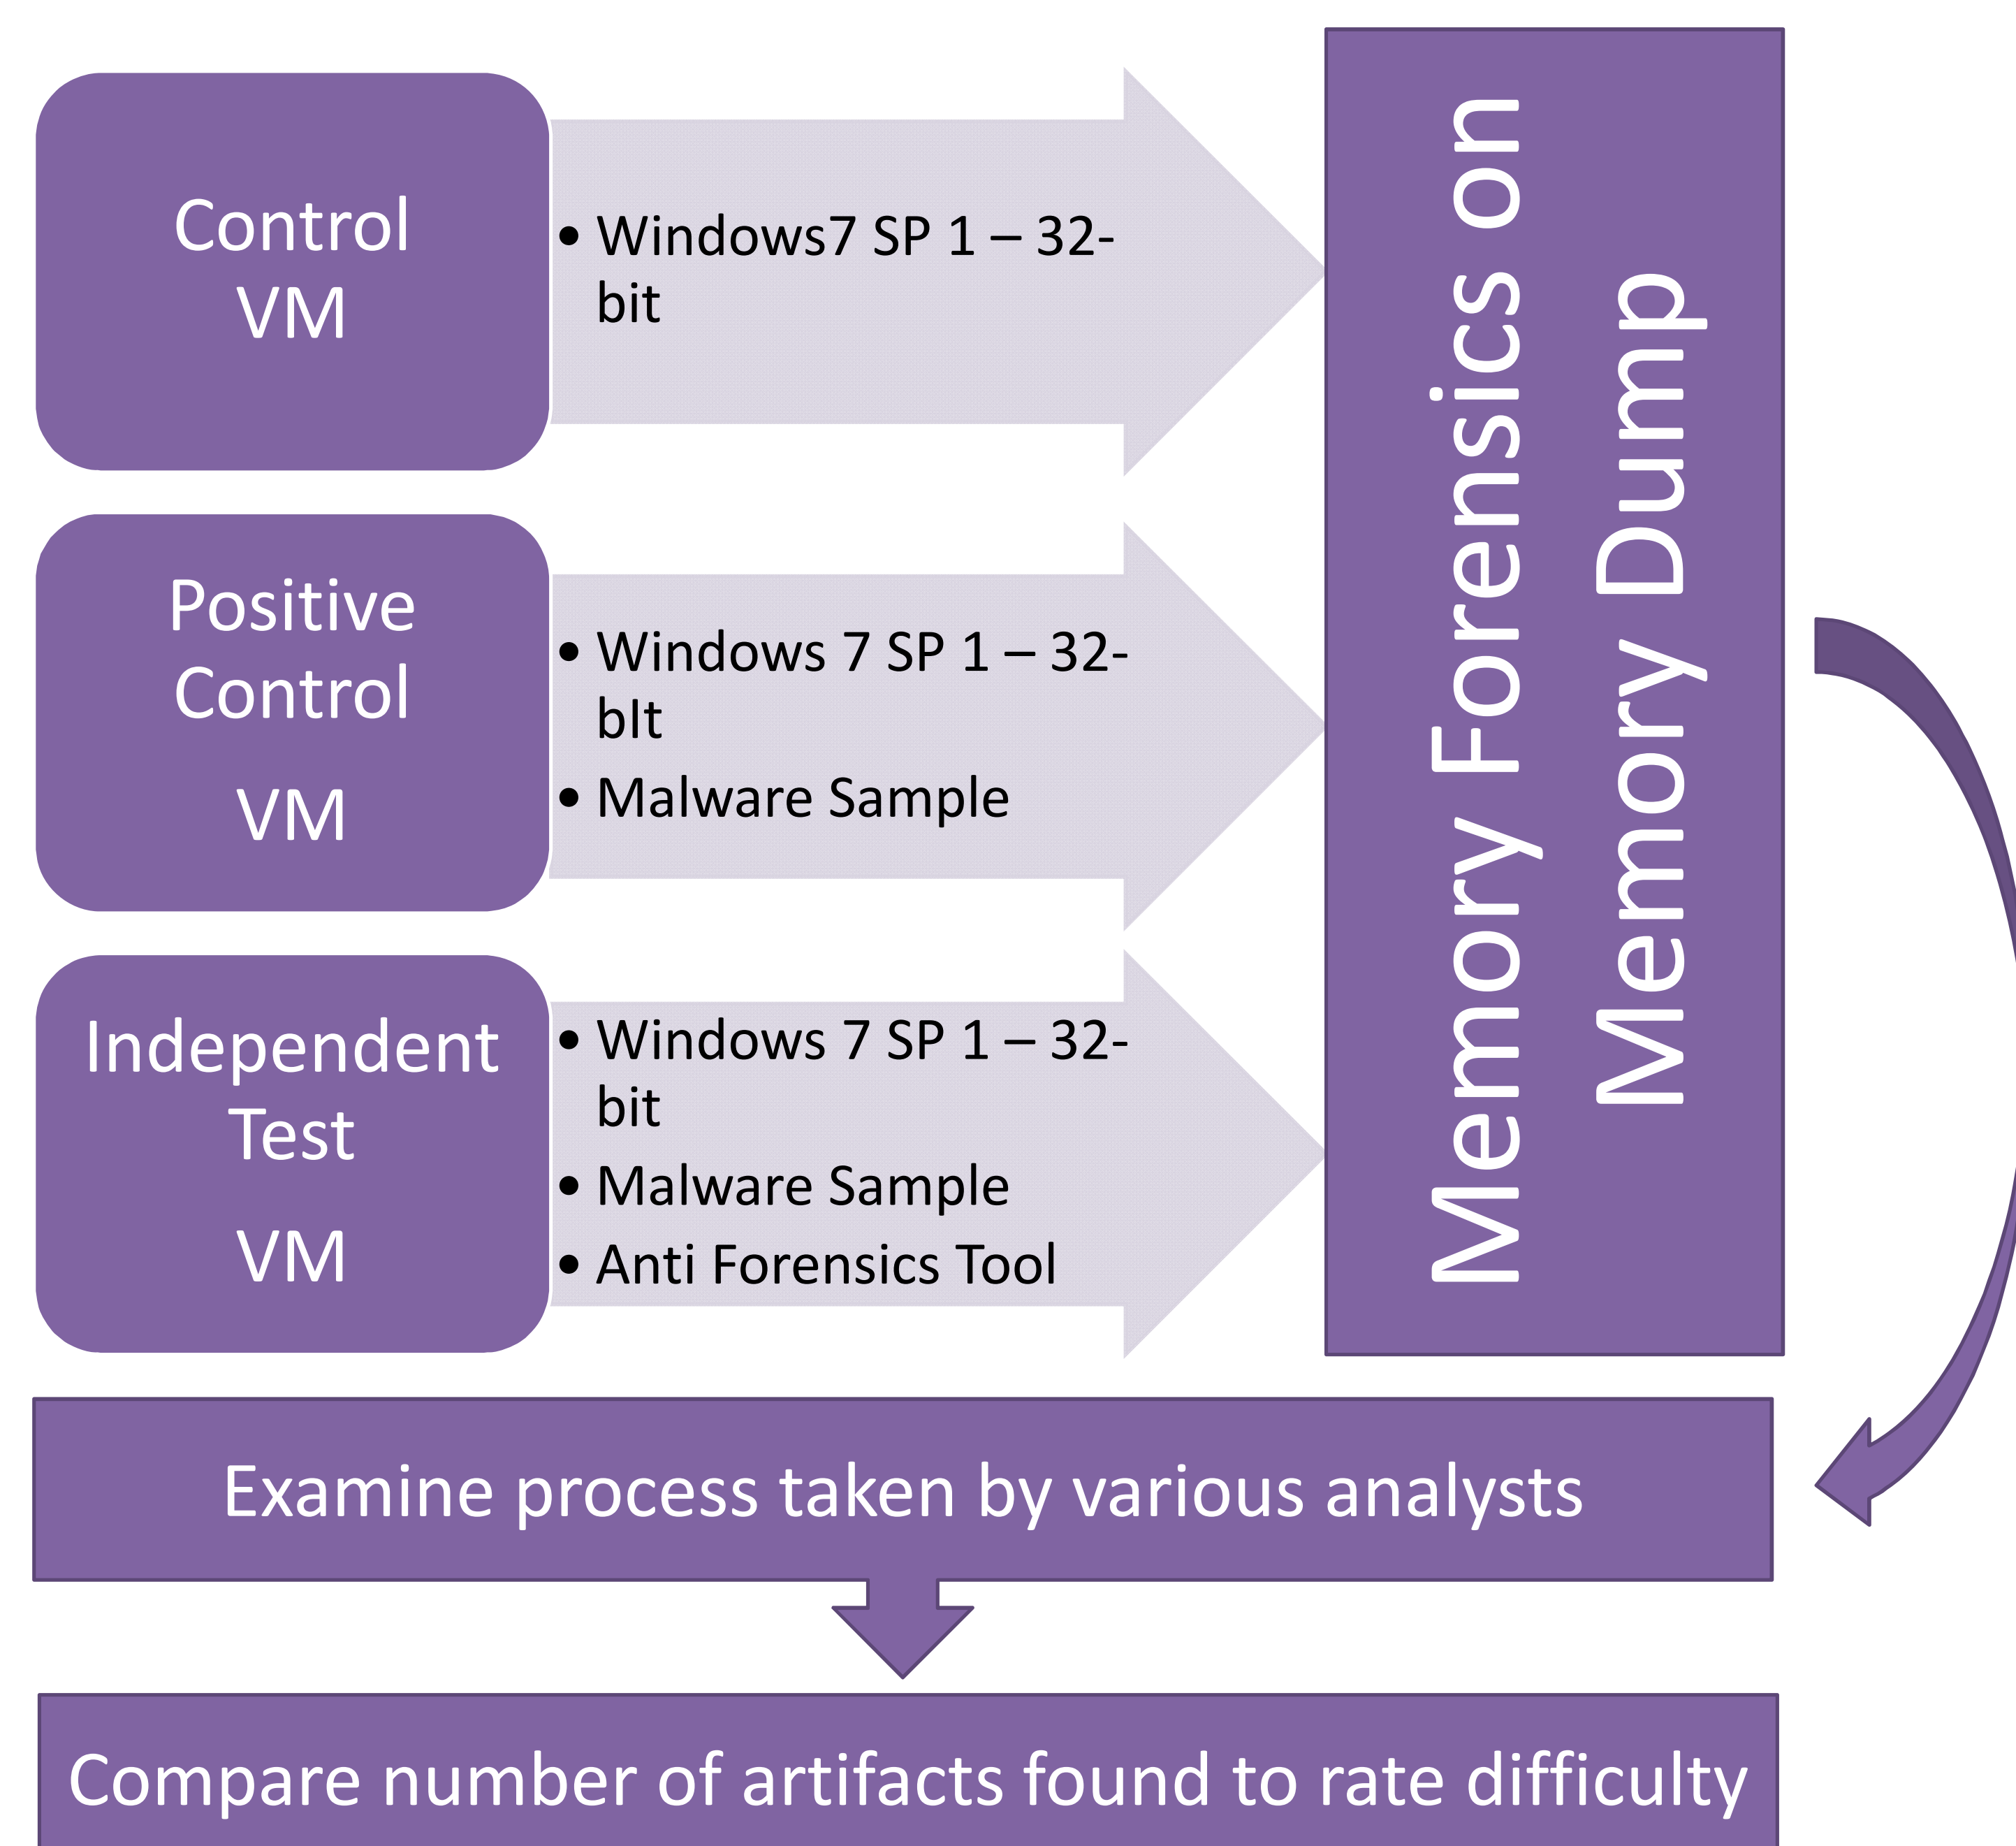 Control
VM
• Windows7 SP 1 – 32-
bit
Positive
Control
VM
• Windows 7 SP 1 – 32-
bIt
• Malware Sample
Independent
Test
VM
• Windows 7 SP 1 – 32-
bit
• Malware Sample
• Anti Forensics Tool
Memory Forensics on
Memory Dump
Examine process taken by various analysts
Compare number of artifacts found to rate difficulty